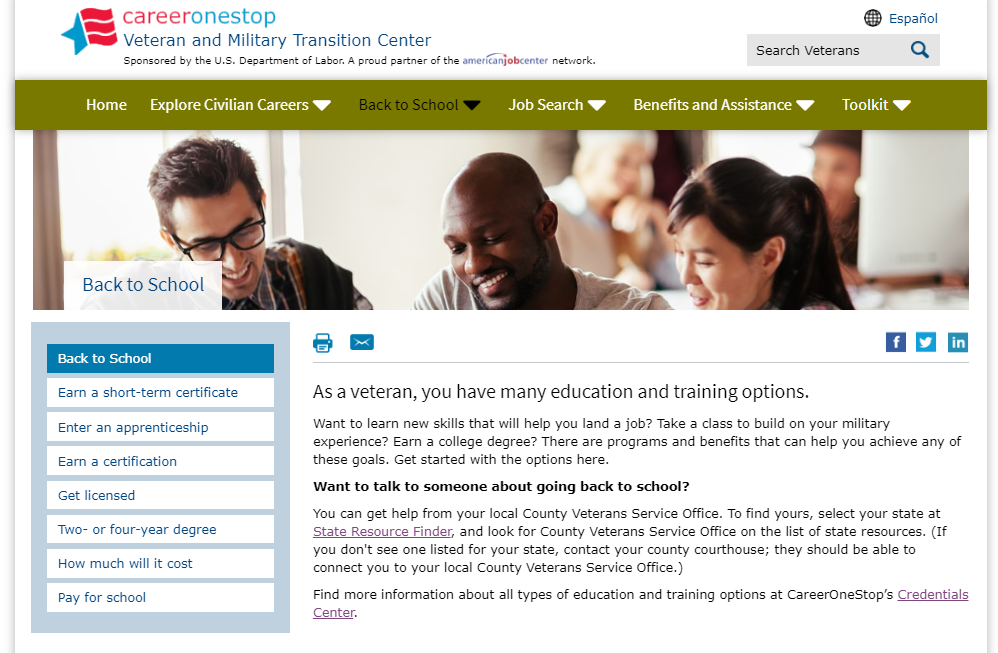 careeronestop
Español
Veteran and Military Transition Center
Search Veterans
Sponsored by the U.S. Department of Labor. A proud partner of the americanjobcenter network.
Home Explore Civilian Careers Back to School Job Search Benefits and Assistance Toolkit
Back to School
Back to School
Earn a short-term certificate
Enter an apprenticeship
Earn a certification
Get licensed
Two- or four-year degree
How much will it cost
Pay for school
f in
As a veteran, you have many education and training options.
Want to learn new skills that will help you land a job? Take a class to build on your military
experience? Earn a college degree? There are programs and benefits that can help you achieve any of
these goals. Get started with the options here.
Want to talk to someone about going back to school?
You can get help from your local County Veterans Service Office. To find yours, select your state at
State Resource Finder, and look for County Veterans Service Office on the list of state resources. (If
you don't see one listed for your state, contact your county courthouse; they should be able to
connect you to your local County Veterans Service Office.)
Find more information about all types of education and training options at CareerOneStop’s Credentials
Center.